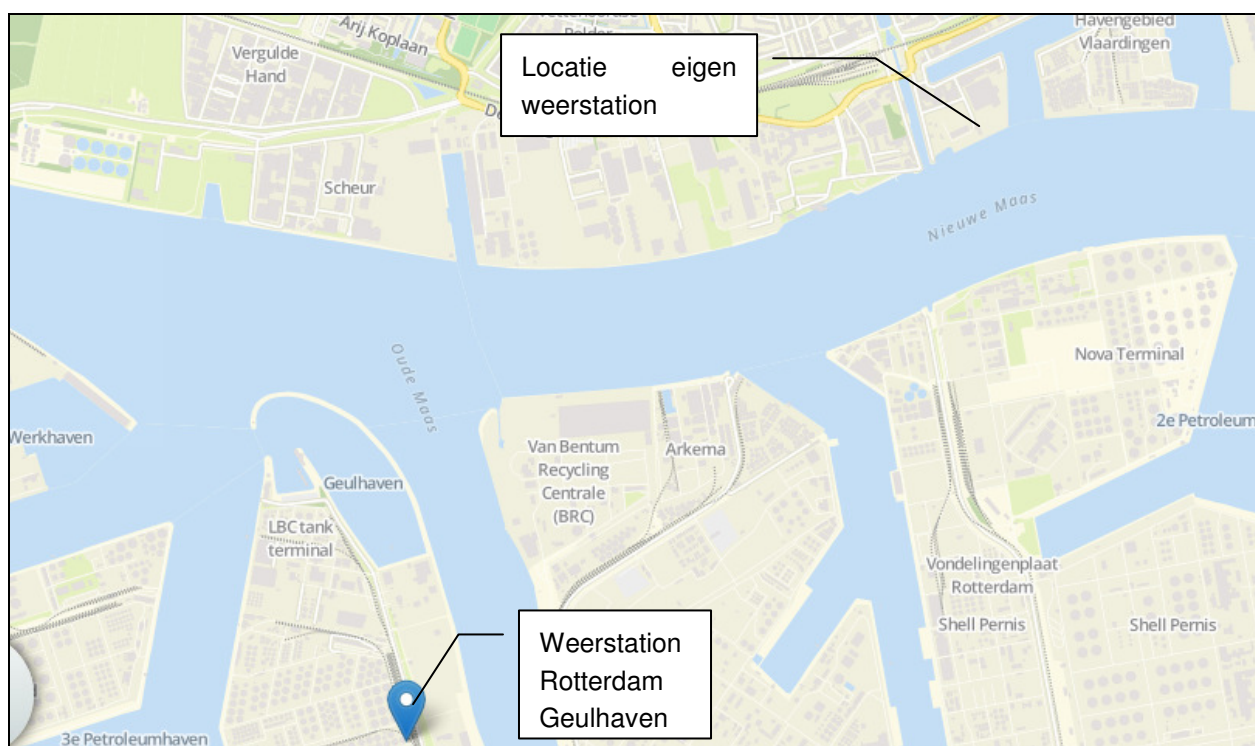 Arij Koplaan
Vergulde
Hand
Locatie eigen
weerstation
Havengebied
Vlaardingen
Scheur
Nieuwe Maas
Oude Maas
Nova Terminal
2e Petroleum
Werkhaven
Geulhaven
Van Bentum
Recycling
Centrale
(BRC)
Arkema
LBC tank
terminal
Vondelingenplaat
Rotterdam
Shell Pernis
Shell Pernis
Weerstation
Rotterdam
Geulhaven
3e Petroleumhaven